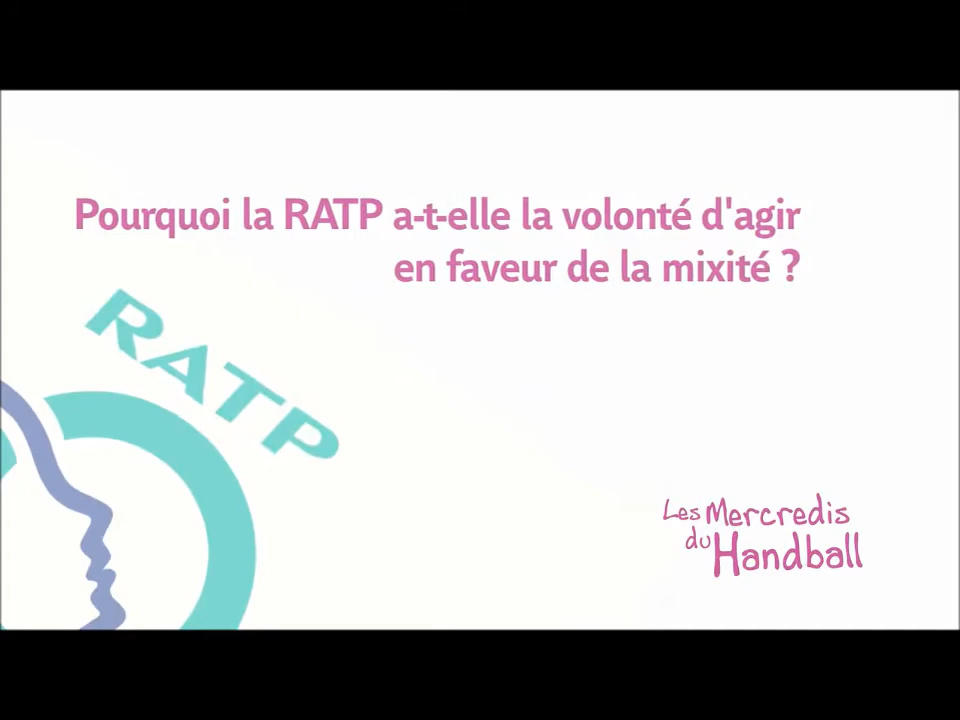 Pourquoi la RATP a-t-elle la volonté d'agir
en faveur de la mixité ?
RATP
Les Mercredis
du Handball